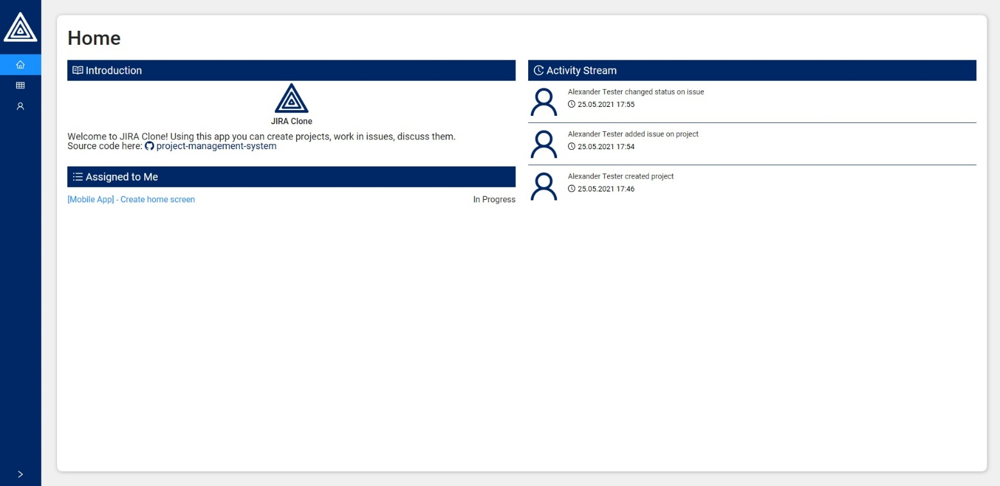 Home
Introduction
JIRA Clone
Welcome to JIRA Clone! Using this app you can create projects, work in issues, discuss them.
Source code here: project-management-system
Assigned to Me
[Mobile App] - Create home screen In Progress
Activity Stream
Alexander Tester changed status on issue
25.05.2021 17:55
Alexander Tester added issue on project
25.05.2021 17:54
Alexander Tester created project
25.05.2021 17:46